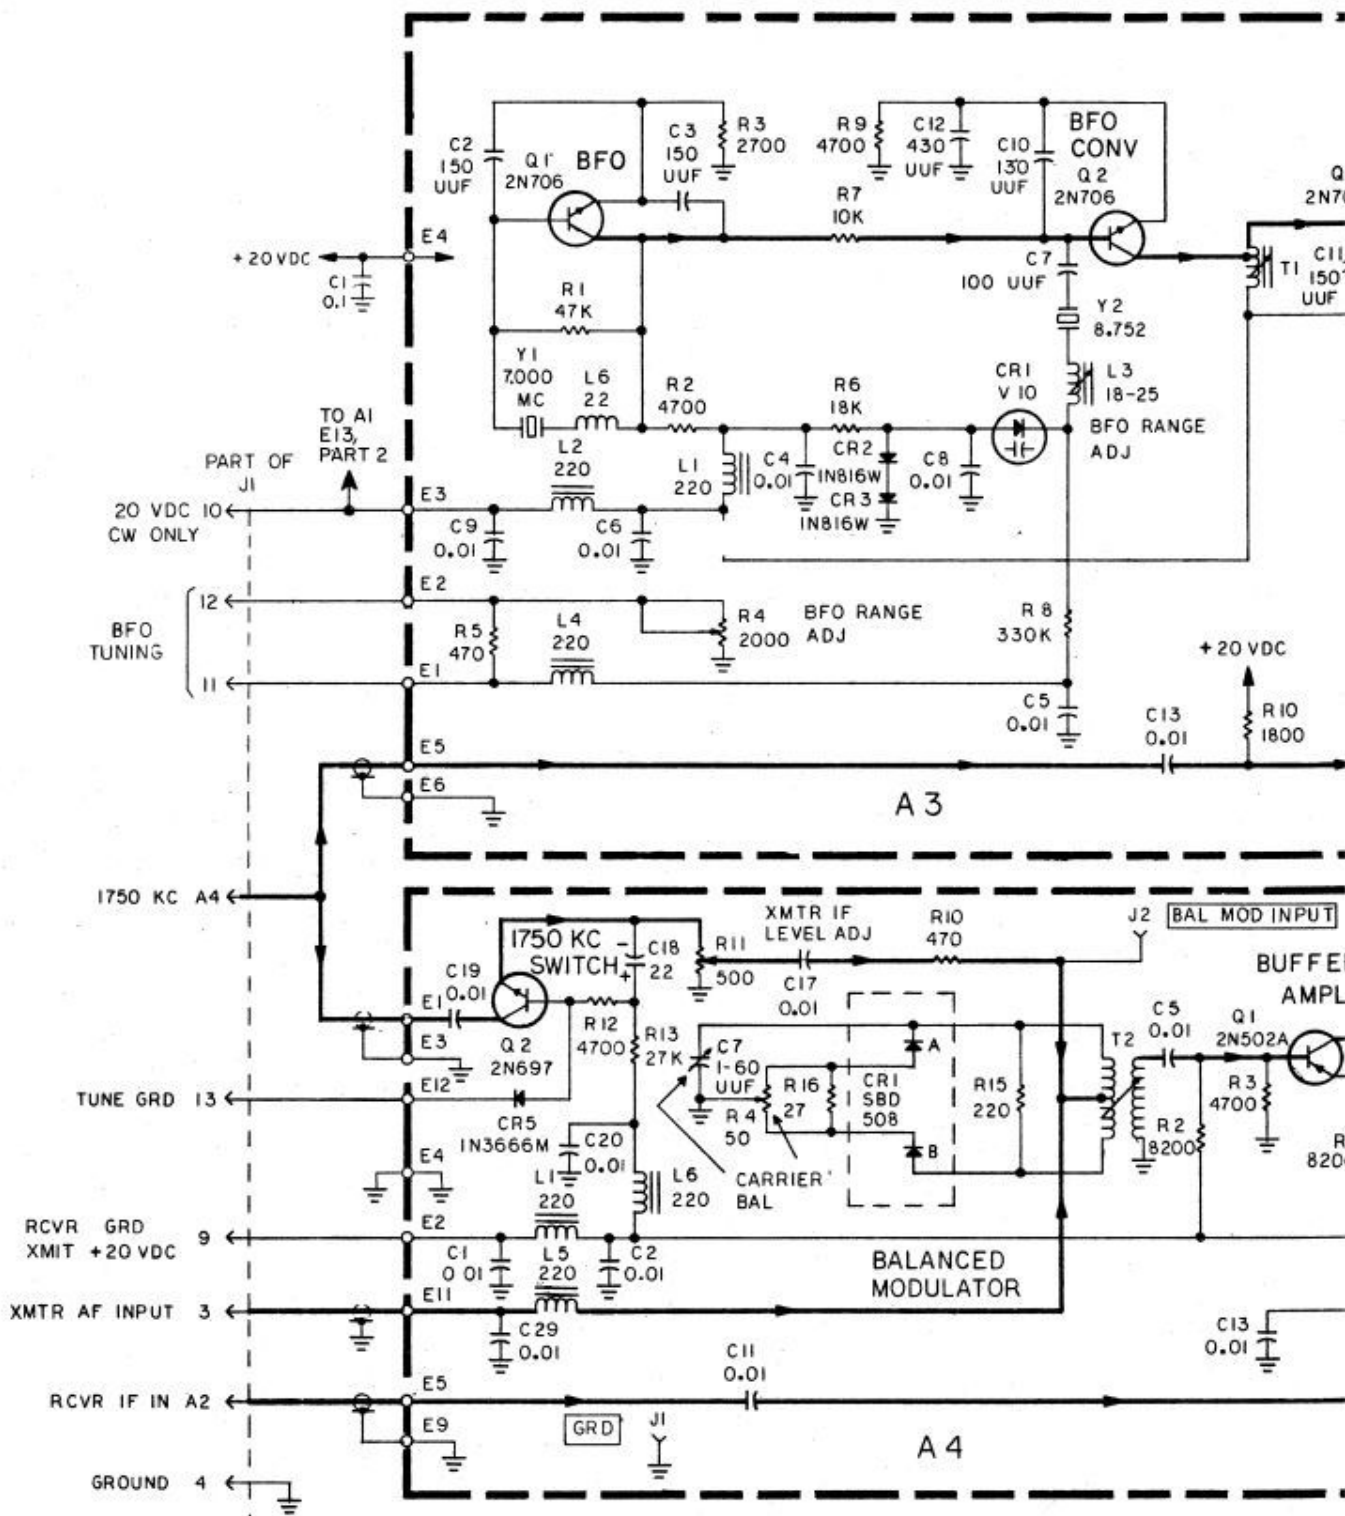 C2
150
UUF
Q1
2N706
BFO
C3
150
UUF
R3
2700
R9
4700
C12
430
UUF
C10
130
UUF
BFO
CONV
Q2
2N706
R7
10K
E4
+20 VDC
C1
0.1
R1
47K
C7
100 UUF
Y2
8.752
T1
C11
150
UUF
Y1
7.000
MC
L6
22
R2
4700
R6
18K
CR1
V10
L3
18-25
BFO RANGE
ADJ
TO A1
E13,
PART 2
PART OF
J1
L2
220
L1
220
C4
0.01
CR2
1N816W
CR3
1N816W
C8
0.01
20 VDC 10
CW ONLY
E3
C9
0.01
C6
0.01
E2
12
BFO
TUNING
11
R5
470
L4
220
R4
2000
BFO RANGE
ADJ
R8
330K
+20 VDC
E1
C5
0.01
C13
0.01
R10
1800
E5
E6
A3
1750 KC A4
1750 KC
SWITCH
-
+
C18
22
R11
500
XMTR IF
LEVEL ADJ
C17
0.01
R10
470
J2
BAL MOD INPUT
C19
0.01
E1
E3
Q2
2N697
R12
4700
R13
27K
C7
1-60
UUF
R4
50
R16
27
CR1
SBD
508
A
B
R15
220
T2
C5
0.01
Q1
2N502A
R3
4700
R2
8200
TUNE GRD 13
E12
CR5
1N3666M
C20
0.01
E4
L1
220
L6
220
CARRIER
BAL
RCVR GRD 9
XMIT +20 VDC
E2
C1
0.01
L5
220
C2
0.01
BALANCED
MODULATOR
XMTR AF INPUT 3
E11
C29
0.01
C11
0.01
C13
0.01
RCVR IF IN A2
E5
E9
GRD
J1
A4
GROUND 4